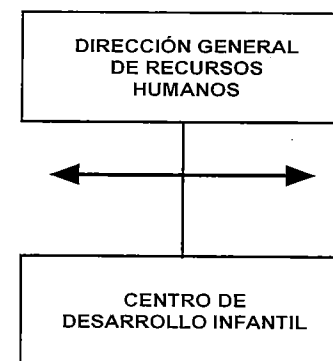 DIRECCIÓN GENERAL
DE RECURSOS
HUMANOS
CENTRO DE
DESARROLLO INFANTIL